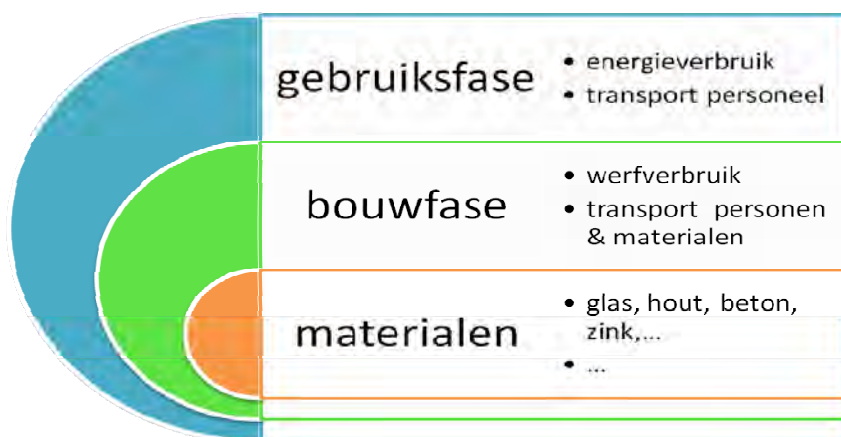 gebruiksfase
• energieverbruik
• transport personeel
bouwfase
• werfverbruik
• transport personen
& materialen
materialen
• glas, hout, beton,
zink,...
• ...